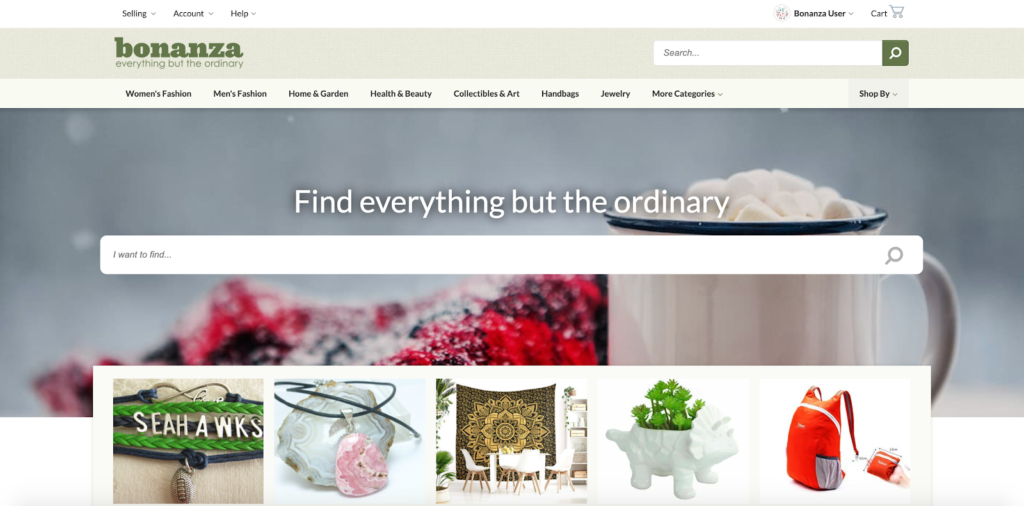 Selling Account Help Bonanza User Cart
bonanza
everything but the ordinary
Search...
Women's Fashion Men's Fashion Home & Garden Health & Beauty Collectibles & Art Handbags Jewelry More Categories Shop By
Find everything but the ordinary
I want to find...
SEAHAWKS